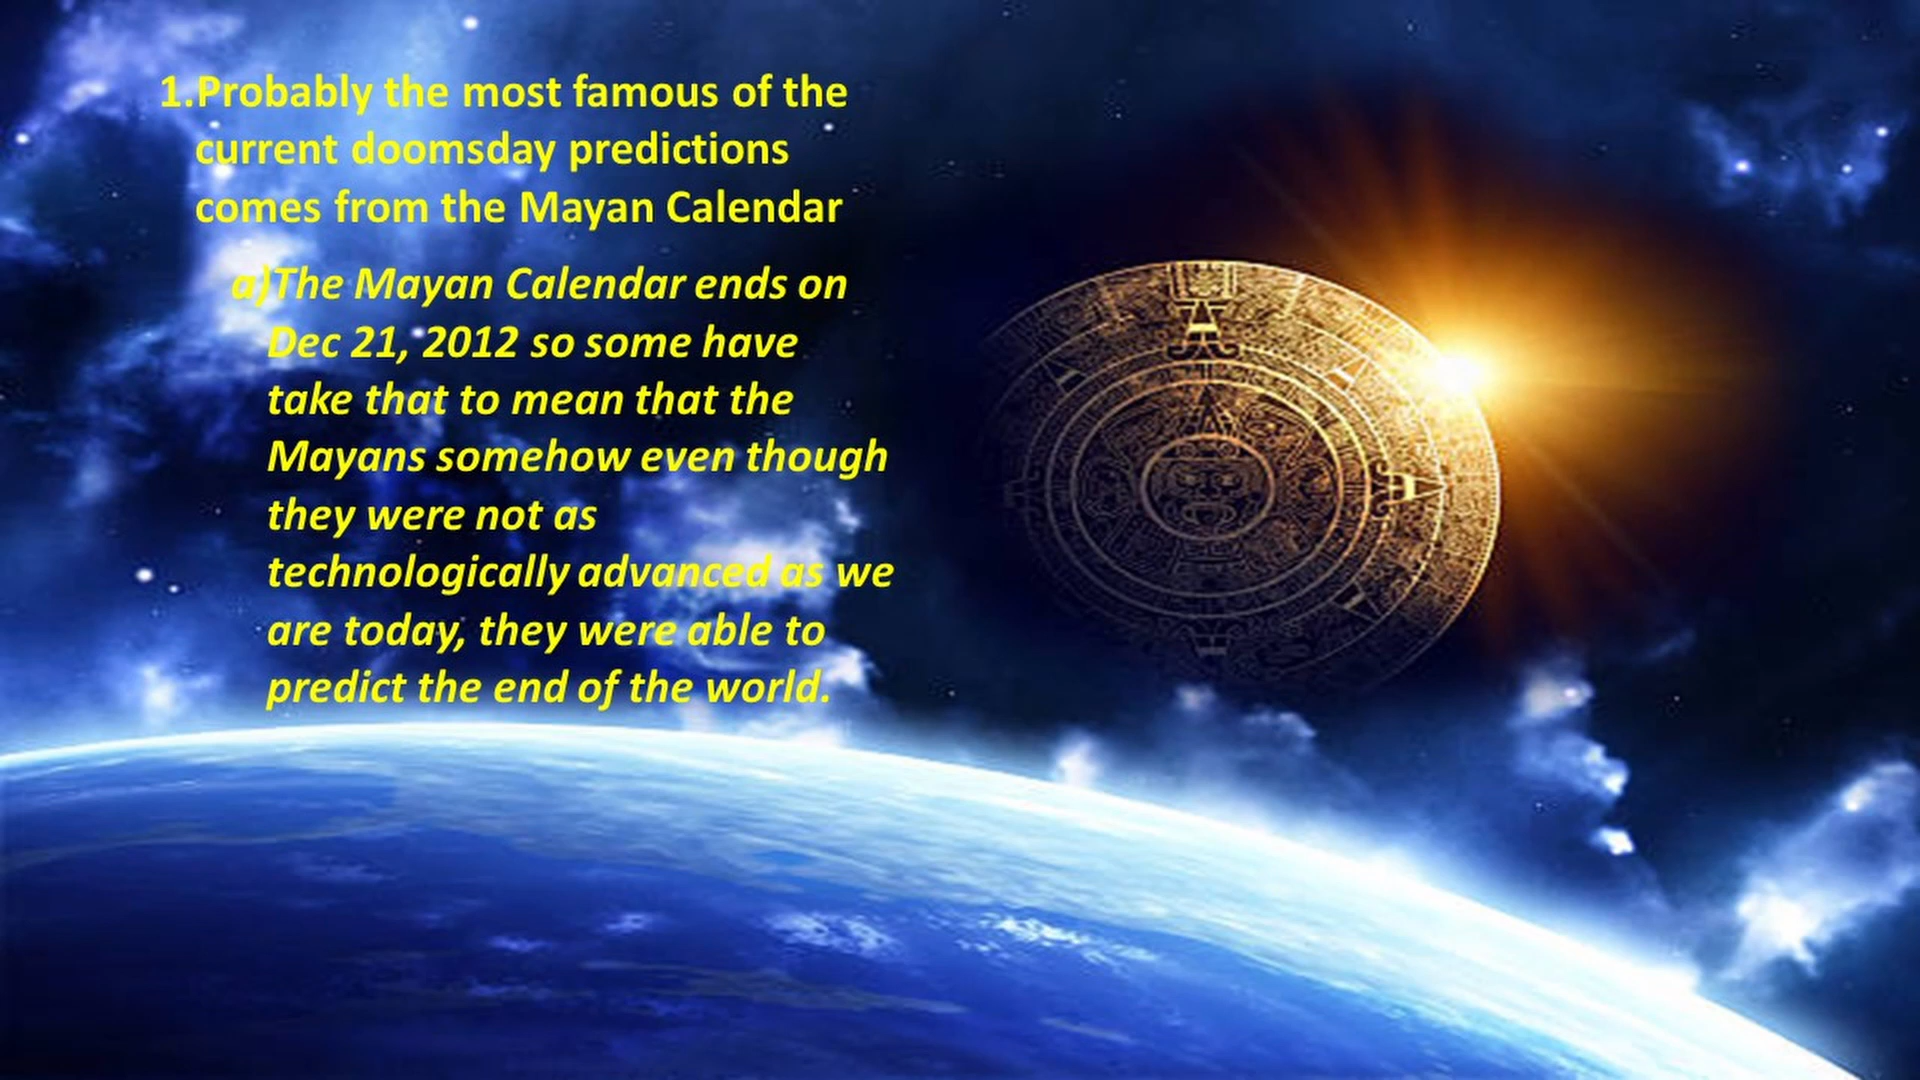 1.Probably the most famous of the
current doomsday predictions
comes from the Mayan Calendar
a)The Mayan Calendar ends on
Dec 21, 2012 so some have
take that to mean that the
Mayans somehow even though
they were not as
technologically advanced as we
are today, they were able to
predict the end of the world.